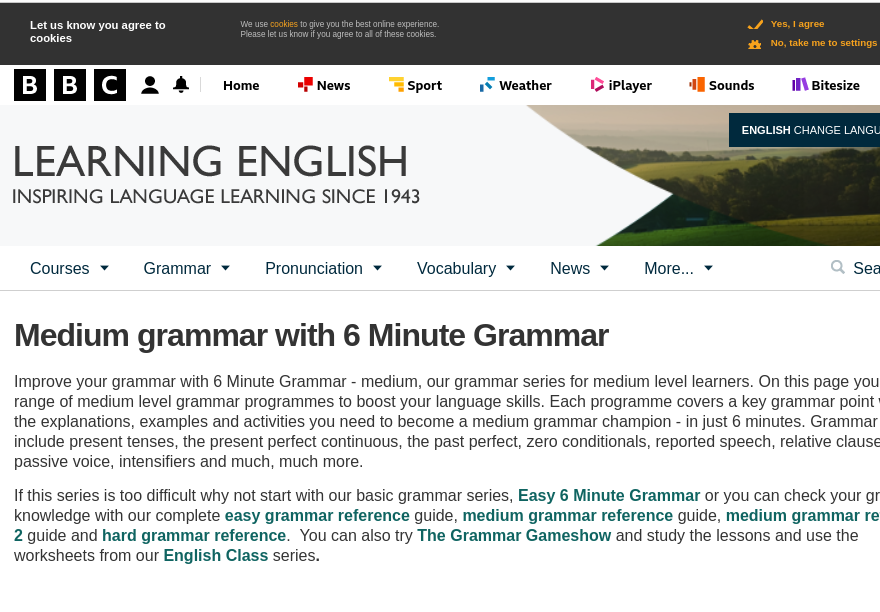 Let us know you agree to
cookies
We use cookies to give you the best online experience.
Please let us know if you agree to all of these cookies.
Yes, I agree
No, take me to settings
BBC
Home
News
Sport
Weather
iPlayer
Sounds
Bitesize
ENGLISH CHANGE LANGU
LEARNING ENGLISH
INSPIRING LANGUAGE LEARNING SINCE 1943
Courses
Grammar
Pronunciation
Vocabulary
News
More...
Sea
Medium grammar with 6 Minute Grammar
Improve your grammar with 6 Minute Grammar - medium, our grammar series for medium level learners. On this page you
range of medium level grammar programmes to boost your language skills. Each programme covers a key grammar point
the explanations, examples and activities you need to become a medium grammar champion - in just 6 minutes. Grammar
include present tenses, the present perfect continuous, the past perfect, zero conditionals, reported speech, relative clause
passive voice, intensifiers and much, much more.
If this series is too difficult why not start with our basic grammar series, Easy 6 Minute Grammar or you can check your gr
knowledge with our complete easy grammar reference guide, medium grammar reference guide, medium grammar re
2 guide and hard grammar reference. You can also try The Grammar Gameshow and study the lessons and use the
worksheets from our English Class series.